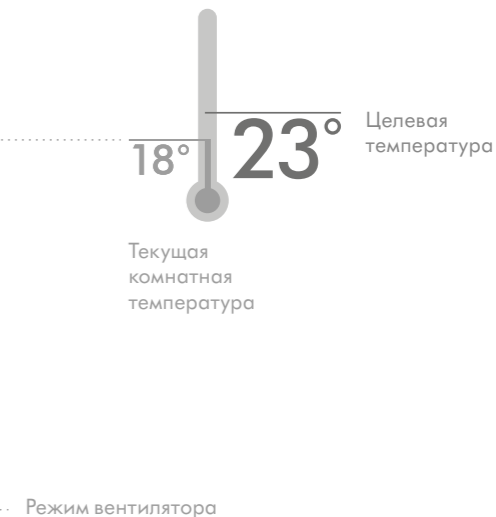 23°
Целевая
температура
18°
Текущая
комнатная
температура
Режим вентилятора